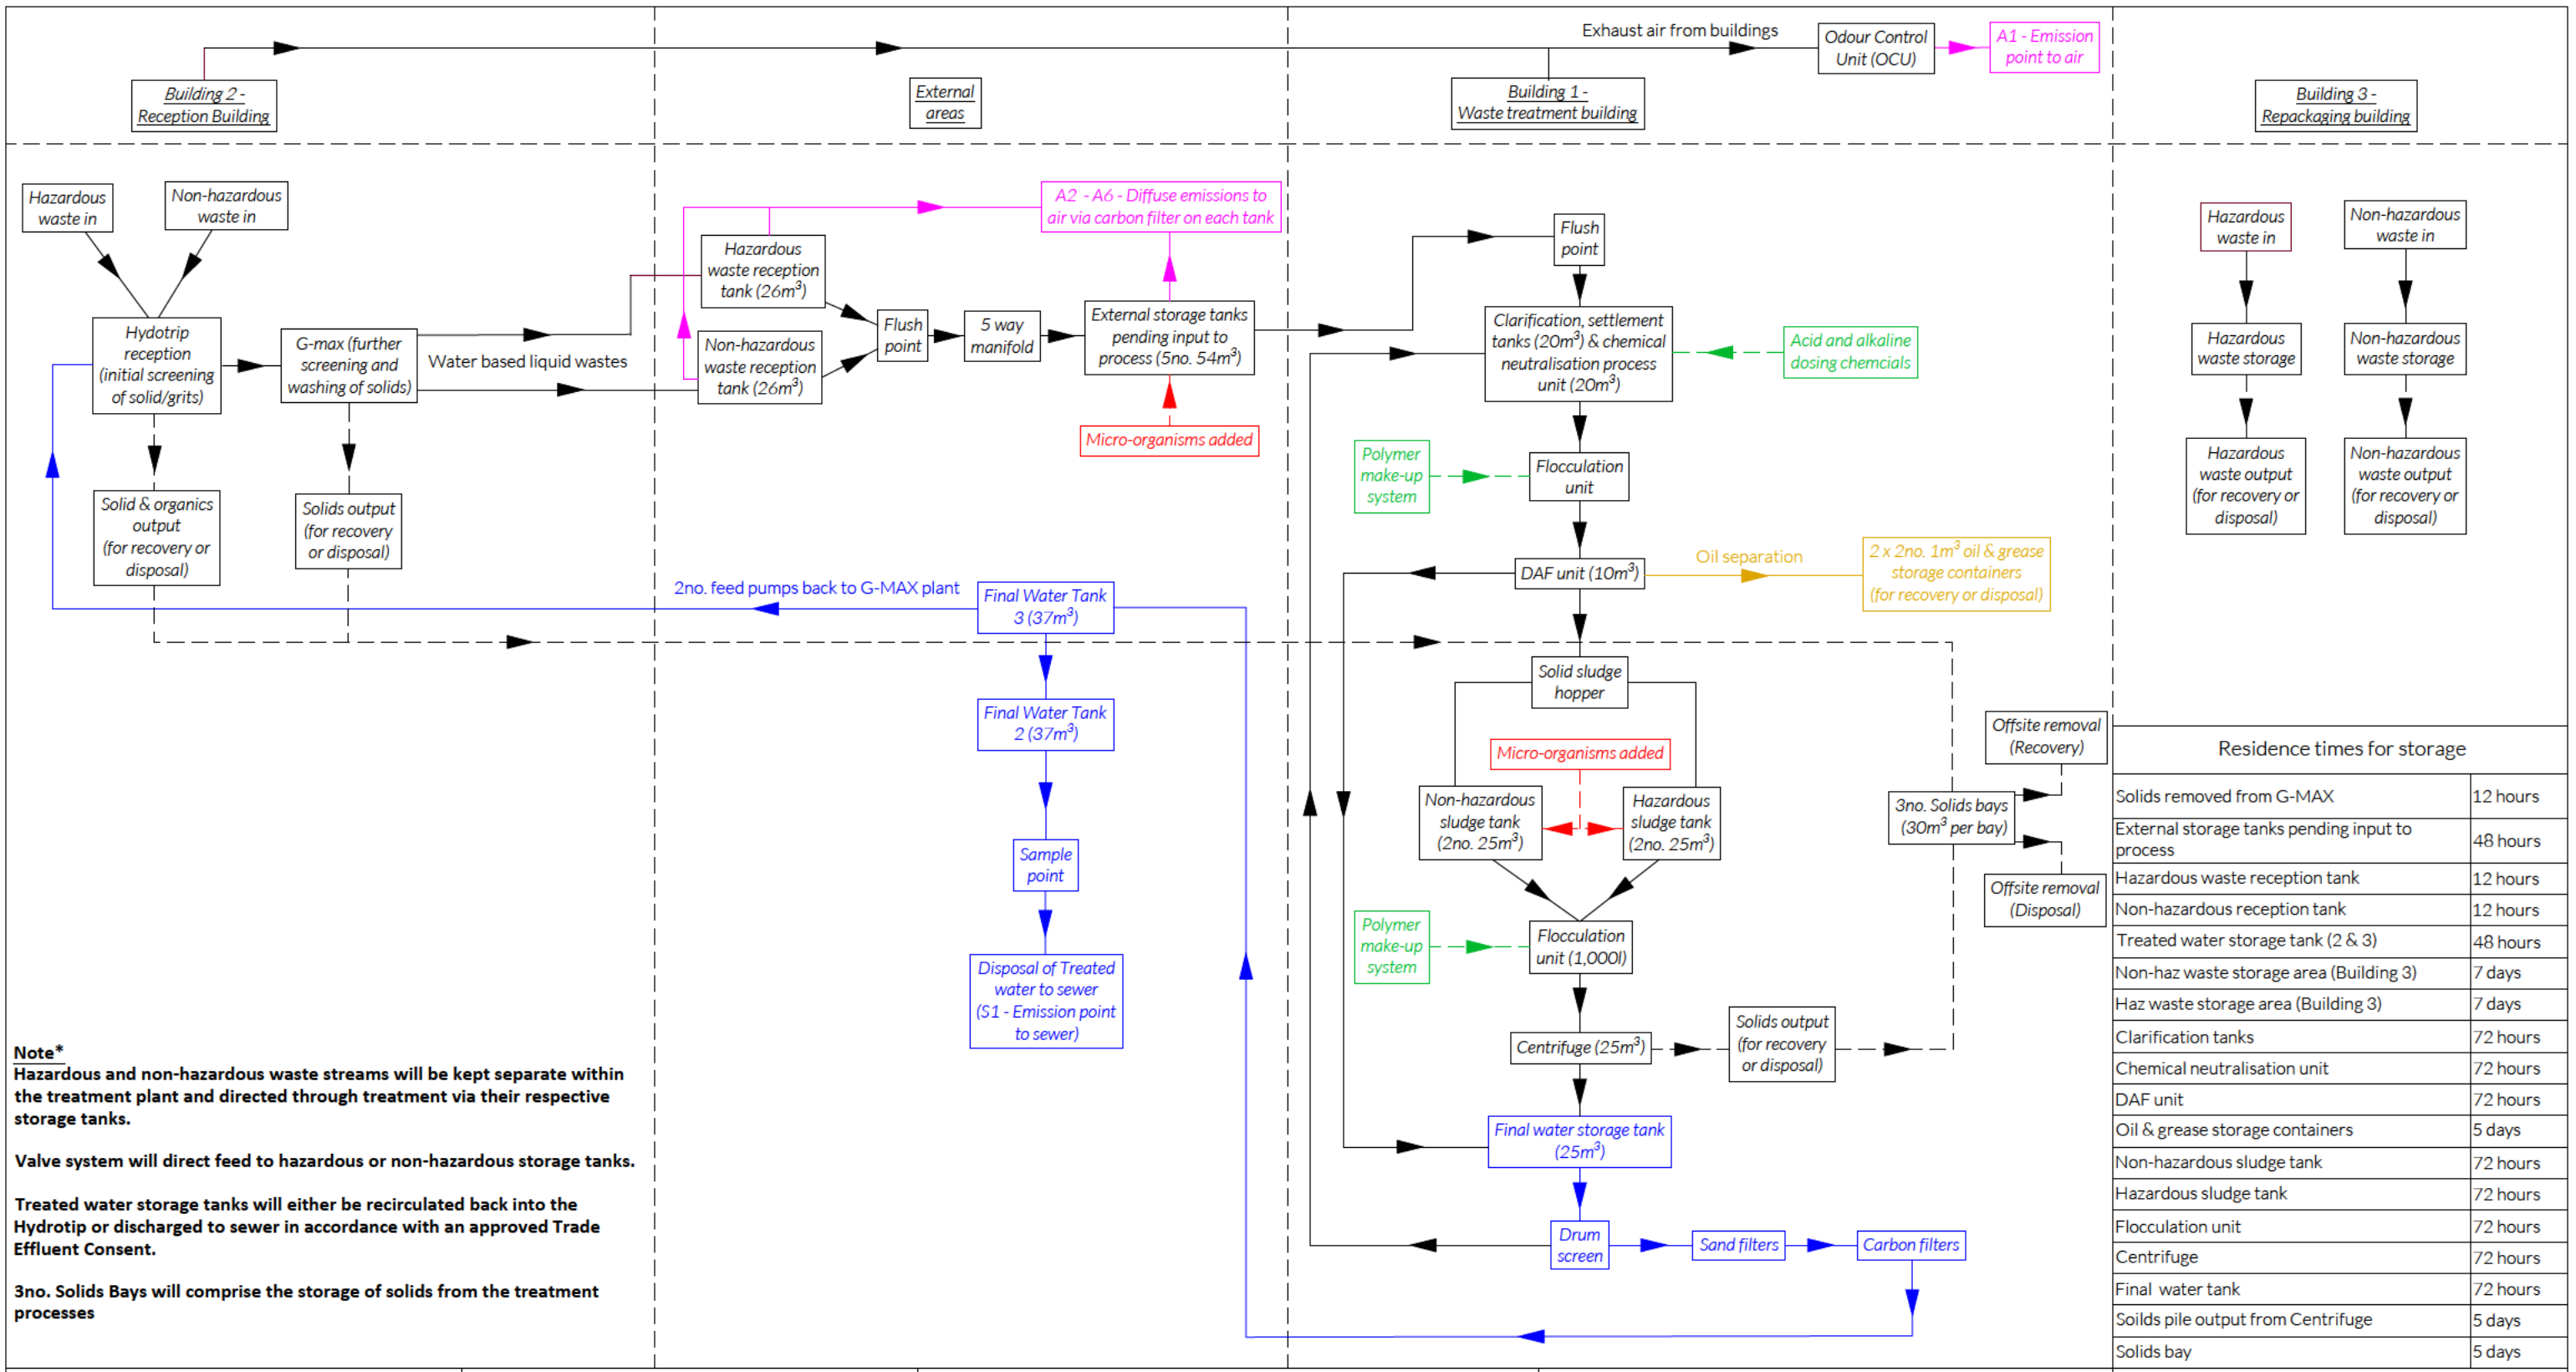 Exhaust air from buildings
Odour Control
Unit (OCU)
A1 - Emission
point to air
Building 2 -
Reception Building
External
areas
Building 1 -
Waste treatment building
Building 3 -
Repackaging building
Hazardous
waste in
Non-hazardous
waste in
Hydotrip
reception
(initial screening
of solid/grits)
G-max (further
screening and
washing of solids)
Water based liquid wastes
Solid & organics
output
(for recovery or
disposal)
Solids output
(for recovery
or disposal)
A2 - A6 - Diffuse emissions to
air via carbon filter on each tank
Hazardous
waste reception
tank (26m³)
Non-hazardous
waste reception
tank (26m³)
Flush
point
5 way
manifold
External storage tanks
pending input to
process (5no. 54m³)
Micro-organisms added
2no. feed pumps back to G-MAX plant
Final Water Tank
3 (37m³)
Final Water Tank
2 (37m³)
Sample
point
Disposal of Treated
water to sewer
(S1 - Emission point
to sewer)
Flush
point
Clarification, settlement
tanks (20m³) & chemical
neutralisation process
unit (20m³)
Acid and alkaline
dosing chemcials
Polymer
make-up
system
Flocculation
unit
DAF unit (10m³)
Oil separation
2 x 2no. 1m³ oil & grease
storage containers
(for recovery or disposal)
Solid sludge
hopper
Micro-organisms added
Non-hazardous
sludge tank
(2no. 25m³)
Hazardous
sludge tank
(2no. 25m³)
Polymer
make-up
system
Flocculation
unit (1,000l)
Centrifuge (25m³)
Solids output
(for recovery
or disposal)
3no. Solids bays
(30m³ per bay)
Offsite removal
(Recovery)
Offsite removal
(Disposal)
Final water storage tank
(25m³)
Drum
screen
Sand filters
Carbon filters
Hazardous
waste in
Non-hazardous
waste in
Hazardous
waste storage
Non-hazardous
waste storage
Hazardous
waste output
(for recovery or
disposal)
Non-hazardous
waste output
(for recovery or
disposal)
Residence times for storage
Solids removed from G-MAX 12 hours
External storage tanks pending input to
process 48 hours
Hazardous waste reception tank 12 hours
Non-hazardous reception tank 12 hours
Treated water storage tank (2 & 3) 48 hours
Non-haz waste storage area (Building 3) 7 days
Haz waste storage area (Building 3) 7 days
Clarification tanks 72 hours
Chemical neutralisation unit 72 hours
DAF unit 72 hours
Oil & grease storage containers 5 days
Non-hazardous sludge tank 72 hours
Hazardous sludge tank 72 hours
Flocculation unit 72 hours
Centrifuge 72 hours
Final water tank 72 hours
Soilds pile output from Centrifuge 5 days
Solids bay 5 days
Note*
Hazardous and non-hazardous waste streams will be kept separate within
the treatment plant and directed through treatment via their respective
storage tanks.
Valve system will direct feed to hazardous or non-hazardous storage tanks.
Treated water storage tanks will either be recirculated back into the
Hydrotip or discharged to sewer in accordance with an approved Trade
Effluent Consent.
3no. Solids Bays will comprise the storage of solids from the treatment
processes